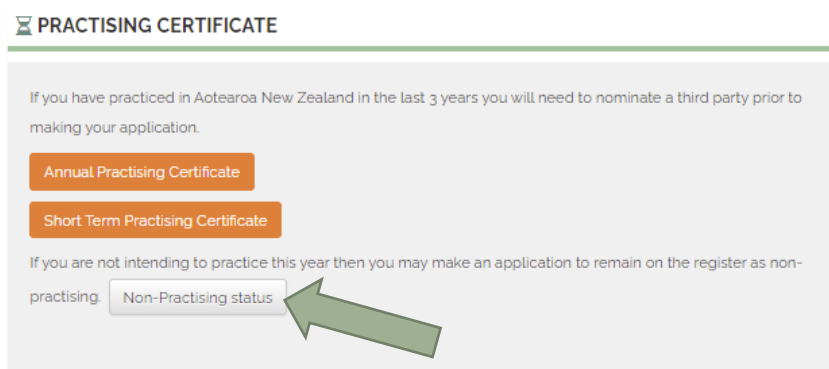 PRACTISING CERTIFICATE
If you have practiced in Aotearoa New Zealand in the last 3 years you will need to nominate a third party prior to
making your application.
Annual Practising Certificate
Short Term Practising Certificate
If you are not intending to practice this year then you may make an application to remain on the register as non-
practising. Non-Practising status